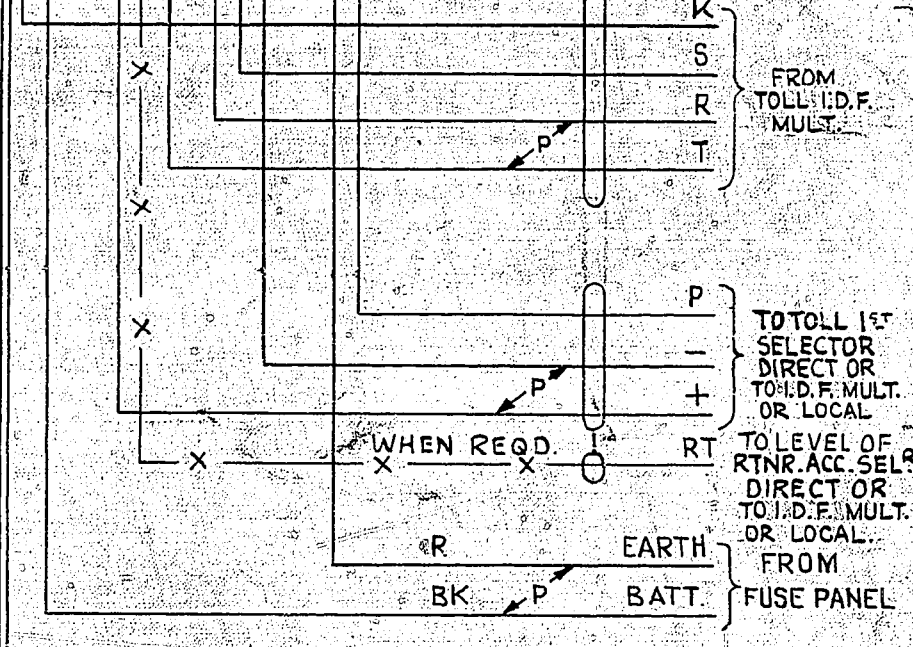 K
S
R
T
P
FROM
TOLL I.D.F.
MULT.
P
-
+
P
TO TOLL 1ST
SELECTOR
DIRECT OR
TO I.D.F. MULT.
OR LOCAL
WHEN REQD.
RT
TO LEVEL OF
RTNR. ACC. SELR
DIRECT OR
TO I.D.F. MULT.
OR LOCAL.
R
EARTH
BK
P
BATT.
FROM
FUSE PANEL